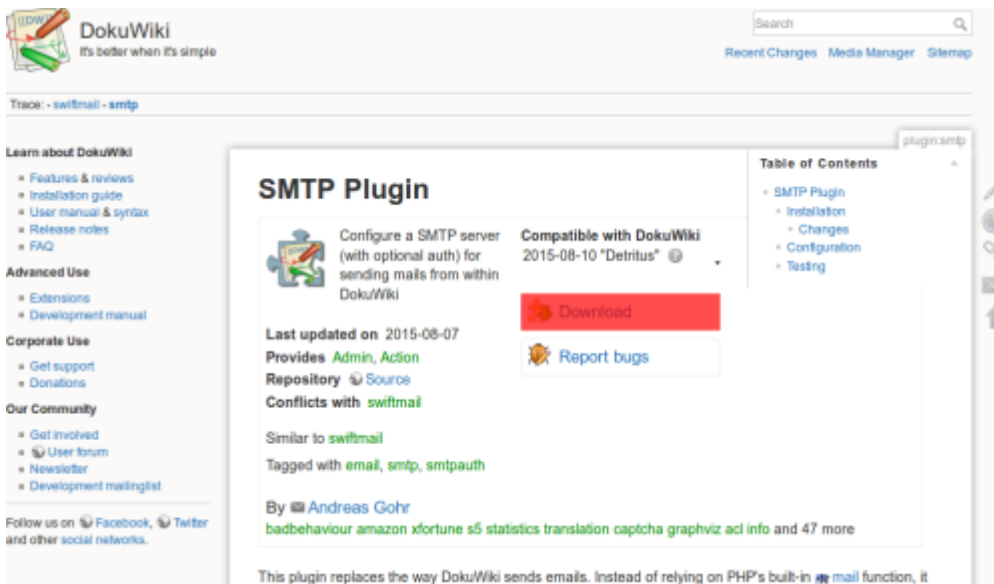 DokuWiki
It's better when it's simple
Search
Recent Changes Media Manager Sitemap
Trace: • swiftmail • smtp
plugin:smtp
Learn about DokuWiki
Features & reviews
Installation guide
User manual & syntax
Release notes
FAQ
Advanced Use
Extensions
Development manual
Corporate Use
Get support
Donations
Our Community
Get involved
User forum
Newsletter
Development mailinglist
Follow us on Facebook, Twitter
and other social networks.
Table of Contents
SMTP Plugin
Installation
Changes
Configuration
Testing
SMTP Plugin
Configure a SMTP server
(with optional auth) for
sending mails from within
DokuWiki
Compatible with DokuWiki
2015-08-10 "Detritus"
Download
Report bugs
Last updated on 2015-08-07
Provides Admin, Action
Repository Source
Conflicts with swiftmail
Similar to swiftmail
Tagged with email, smtp, smtpauth
By Andreas Gohr
badbehaviour amazon xfortune s5 statistics translation captcha graphviz acl info and 47 more
This plugin replaces the way DokuWiki sends emails. Instead of relying on PHP's built-in mail function, it